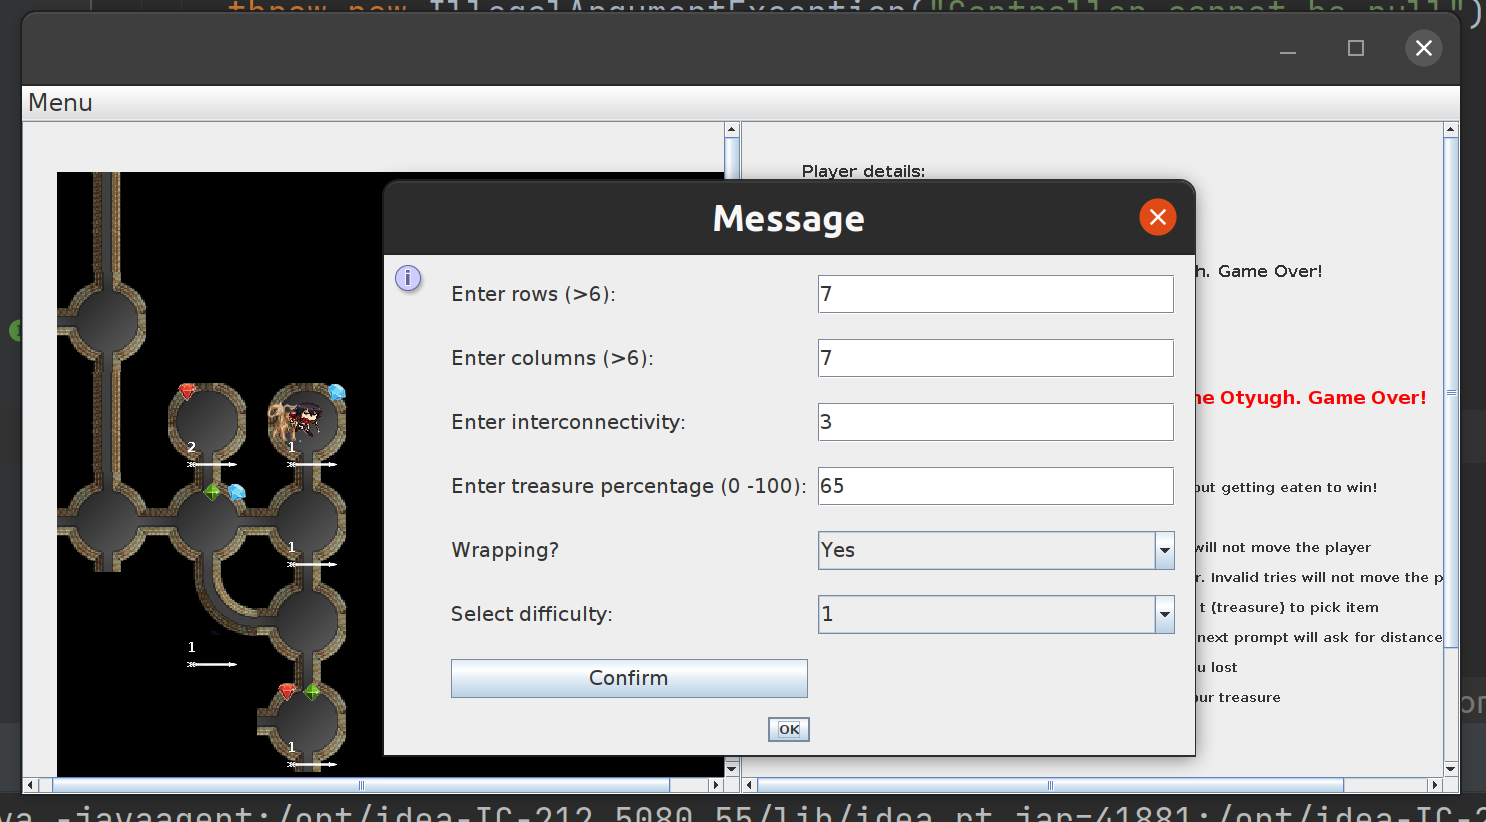 throw new IllegalArgumentException("Controller cannot be null")
Menu
Player details:
Message
Enter rows (>6):
7
h. Game Over!
Enter columns (>6):
7
2
1
Enter interconnectivity:
3
ne Otyugh. Game Over!
Enter treasure percentage (0 -100):
65
out getting eaten to win!
1
Wrapping?
Yes
will not move the player
r. Invalid tries will not move the p
Select difficulty:
1
t (treasure) to pick item
next prompt will ask for distance
1
Confirm
u lost
ur treasure
OK
1
va -javaagent:/opt/idea-IC-212.5080.55/lib/idea_rt.jar=41881:/opt/idea-IC-2